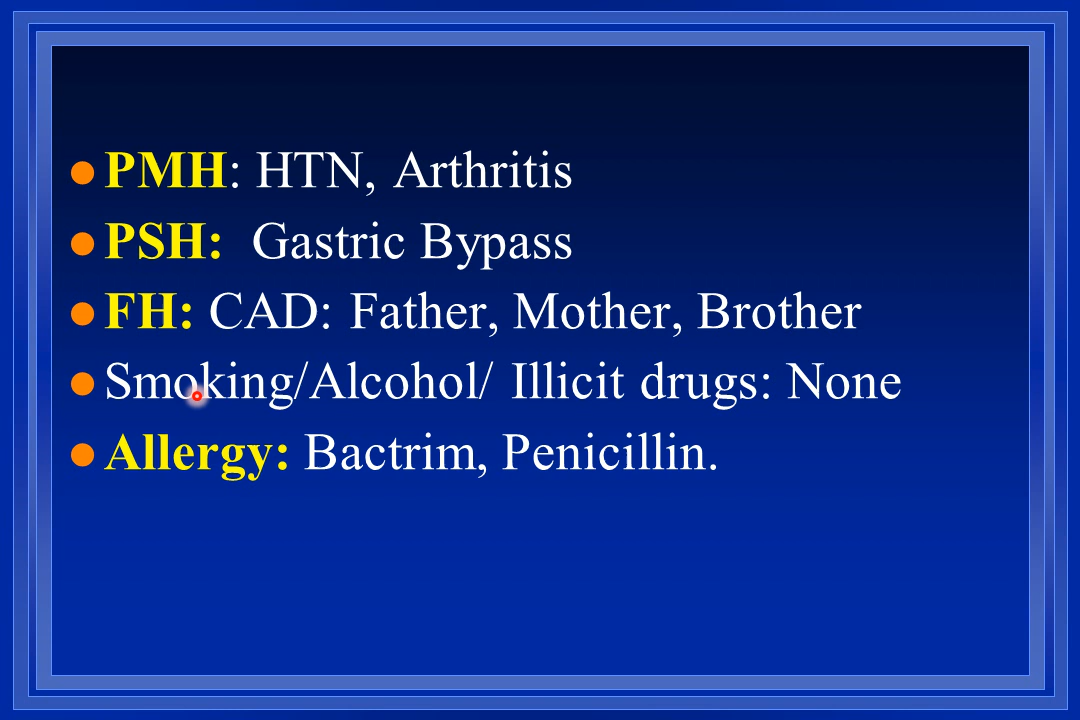 PMH: HTN, Arthritis
PSH: Gastric Bypass
FH: CAD: Father, Mother, Brother
Smoking/Alcohol/ Illicit drugs: None
Allergy: Bactrim, Penicillin.